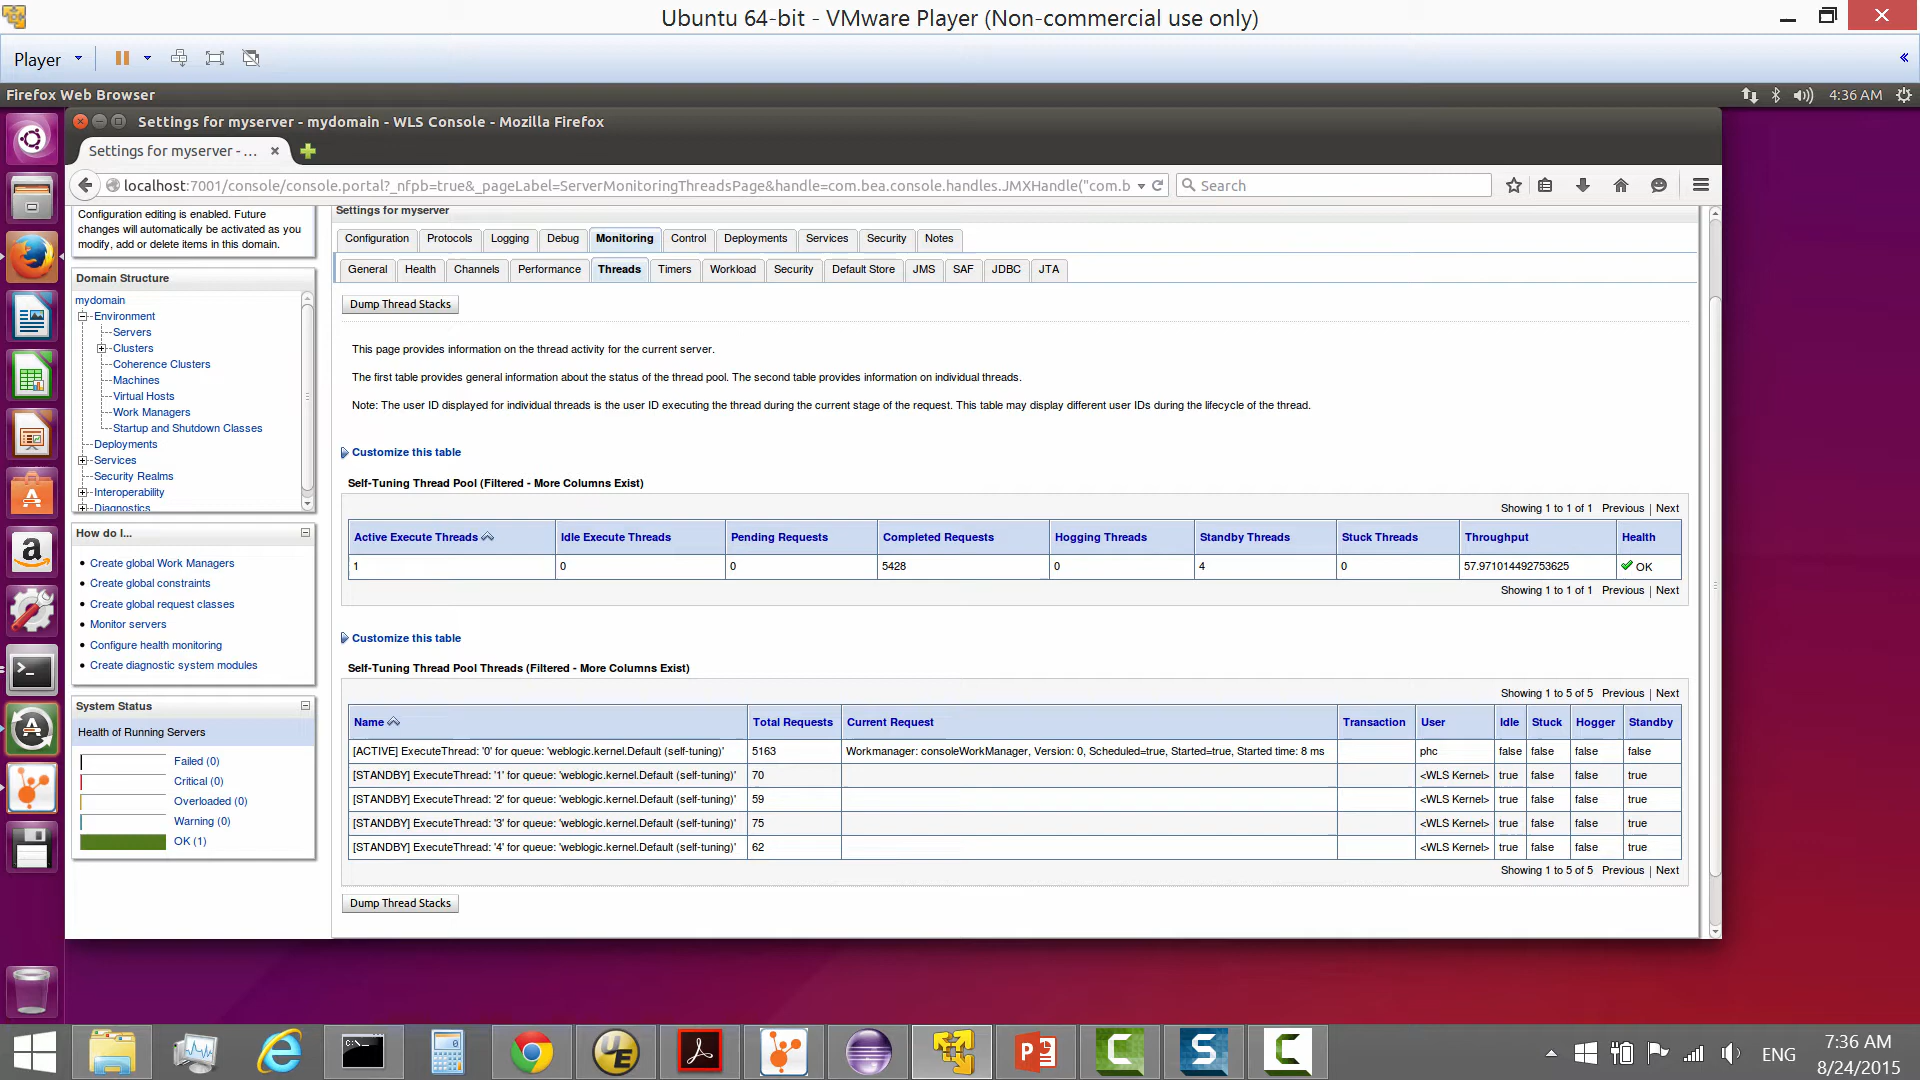 Ubuntu 64-bit - VMware Player (Non-commercial use only)
Player
Firefox Web Browser
4:36 AM
Settings for myserver - mydomain - WLS Console - Mozilla Firefox
Settings for myserver - ...
localhost:7001/console/console.portal?_nfpb=true&_pageLabel=ServerMonitoringThreadsPage&handle=com.bea.console.handles.JMXHandle("com.b
Search
Configuration editing is enabled. Future
changes will automatically be activated as you
modify, add or delete items in this domain.
Domain Structure
mydomain
Environment
Servers
Clusters
Coherence Clusters
Machines
Virtual Hosts
Work Managers
Startup and Shutdown Classes
Deployments
Services
Security Realms
Interoperability
Diagnostics
How do I...
Create global Work Managers
Create global constraints
Create global request classes
Monitor servers
Configure health monitoring
Create diagnostic system modules
System Status
Health of Running Servers
Failed (0)
Critical (0)
Overloaded (0)
Warning (0)
OK (1)
Settings for myserver
Configuration Protocols Logging Debug Monitoring Control Deployments Services Security Notes
General Health Channels Performance Threads Timers Workload Security Default Store JMS SAF JDBC JTA
Dump Thread Stacks
This page provides information on the thread activity for the current server.
The first table provides general information about the status of the thread pool. The second table provides information on individual threads.
Note: The user ID displayed for individual threads is the user ID executing the thread during the current stage of the request. This table may display different user IDs during the lifecycle of the thread.
Customize this table
Self-Tuning Thread Pool (Filtered - More Columns Exist)
Showing 1 to 1 of 1 Previous | Next
Active Execute Threads Idle Execute Threads Pending Requests Completed Requests Hogging Threads Standby Threads Stuck Threads Throughput Health
1 0 0 5428 0 4 0 57.971014492753625 OK
Showing 1 to 1 of 1 Previous | Next
Customize this table
Self-Tuning Thread Pool Threads (Filtered - More Columns Exist)
Showing 1 to 5 of 5 Previous | Next
Name Total Requests Current Request Transaction User Idle Stuck Hogger Standby
[ACTIVE] ExecuteThread: '0' for queue: 'weblogic.kernel.Default (self-tuning)' 5163 Workmanager: consoleWorkManager, Version: 0, Scheduled=true, Started=true, Started time: 8 ms phc false false false false
[STANDBY] ExecuteThread: '1' for queue: 'weblogic.kernel.Default (self-tuning)' 70 <WLS Kernel> true false false true
[STANDBY] ExecuteThread: '2' for queue: 'weblogic.kernel.Default (self-tuning)' 59 <WLS Kernel> true false false true
[STANDBY] ExecuteThread: '3' for queue: 'weblogic.kernel.Default (self-tuning)' 75 <WLS Kernel> true false false true
[STANDBY] ExecuteThread: '4' for queue: 'weblogic.kernel.Default (self-tuning)' 62 <WLS Kernel> true false false true
Showing 1 to 5 of 5 Previous | Next
Dump Thread Stacks
ENG
7:36 AM
8/24/2015